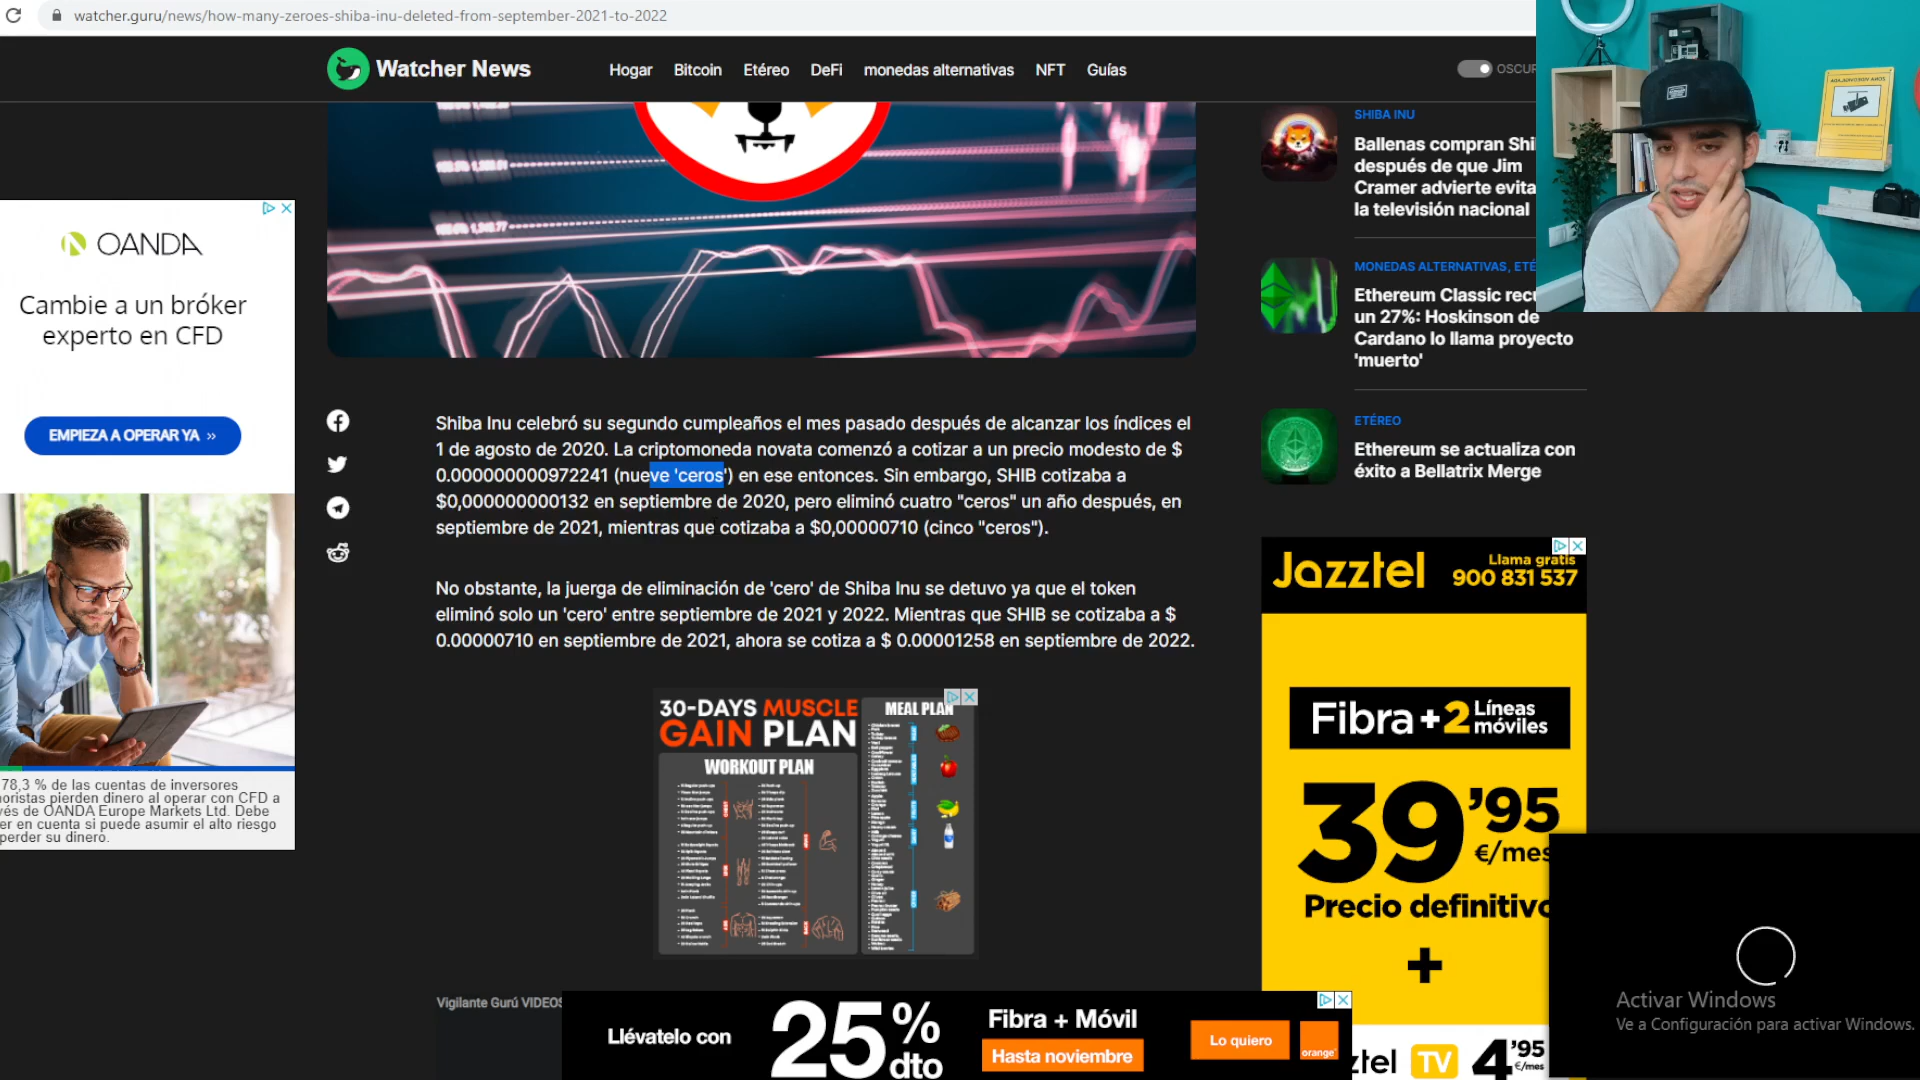 watcher.guru/news/how-many-zeroes-shiba-inu-deleted-from-september-2021-to-2022
Watcher News
Hogar Bitcoin Etéreo DeFi monedas alternativas NFT Guías
OSCUR
SHIBA INU
Ballenas compran Shi
después de que Jim
Cramer advierte evita
la televisión nacional
MONEDAS ALTERNATIVAS, ETÉ
Ethereum Classic recu
un 27%: Hoskinson de
Cardano lo llama proyecto
'muerto'
ETÉREO
Ethereum se actualiza con
éxito a Bellatrix Merge
OANDA
Cambie a un bróker
experto en CFD
EMPIEZA A OPERAR YA »
78,3 % de las cuentas de inversores
oristas pierden dinero al operar con CFD a
vés de OANDA Europe Markets Ltd. Debe
er en cuenta si puede asumir el alto riesgo
perder su dinero.
Shiba Inu celebró su segundo cumpleaños el mes pasado después de alcanzar los índices el
1 de agosto de 2020. La criptomoneda novata comenzó a cotizar a un precio modesto de $
0.000000000972241 (nueve 'ceros') en ese entonces. Sin embargo, SHIB cotizaba a
$0,000000000132 en septiembre de 2020, pero eliminó cuatro "ceros" un año después, en
septiembre de 2021, mientras que cotizaba a $0,00000710 (cinco "ceros").
No obstante, la juerga de eliminación de 'cero' de Shiba Inu se detuvo ya que el token
eliminó solo un 'cero' entre septiembre de 2021 y 2022. Mientras que SHIB se cotizaba a $
0.00000710 en septiembre de 2021, ahora se cotiza a $ 0.00001258 en septiembre de 2022.
30-DAYS MUSCLE
GAIN PLAN
WORKOUT PLAN
MEAL PLAN
Jazztel
Llama gratis
900 831 537
Fibra+2 Líneas
móviles
39'95
€/mes
Precio definitivo
+
ztel TV 4'95
€/mes
Vigilante Gurú VIDEOS
Llévatelo con
25%
dto
Fibra + Móvil
Hasta noviembre
Lo quiero
orange
Activar Windows
Ve a Configuración para activar Windows.